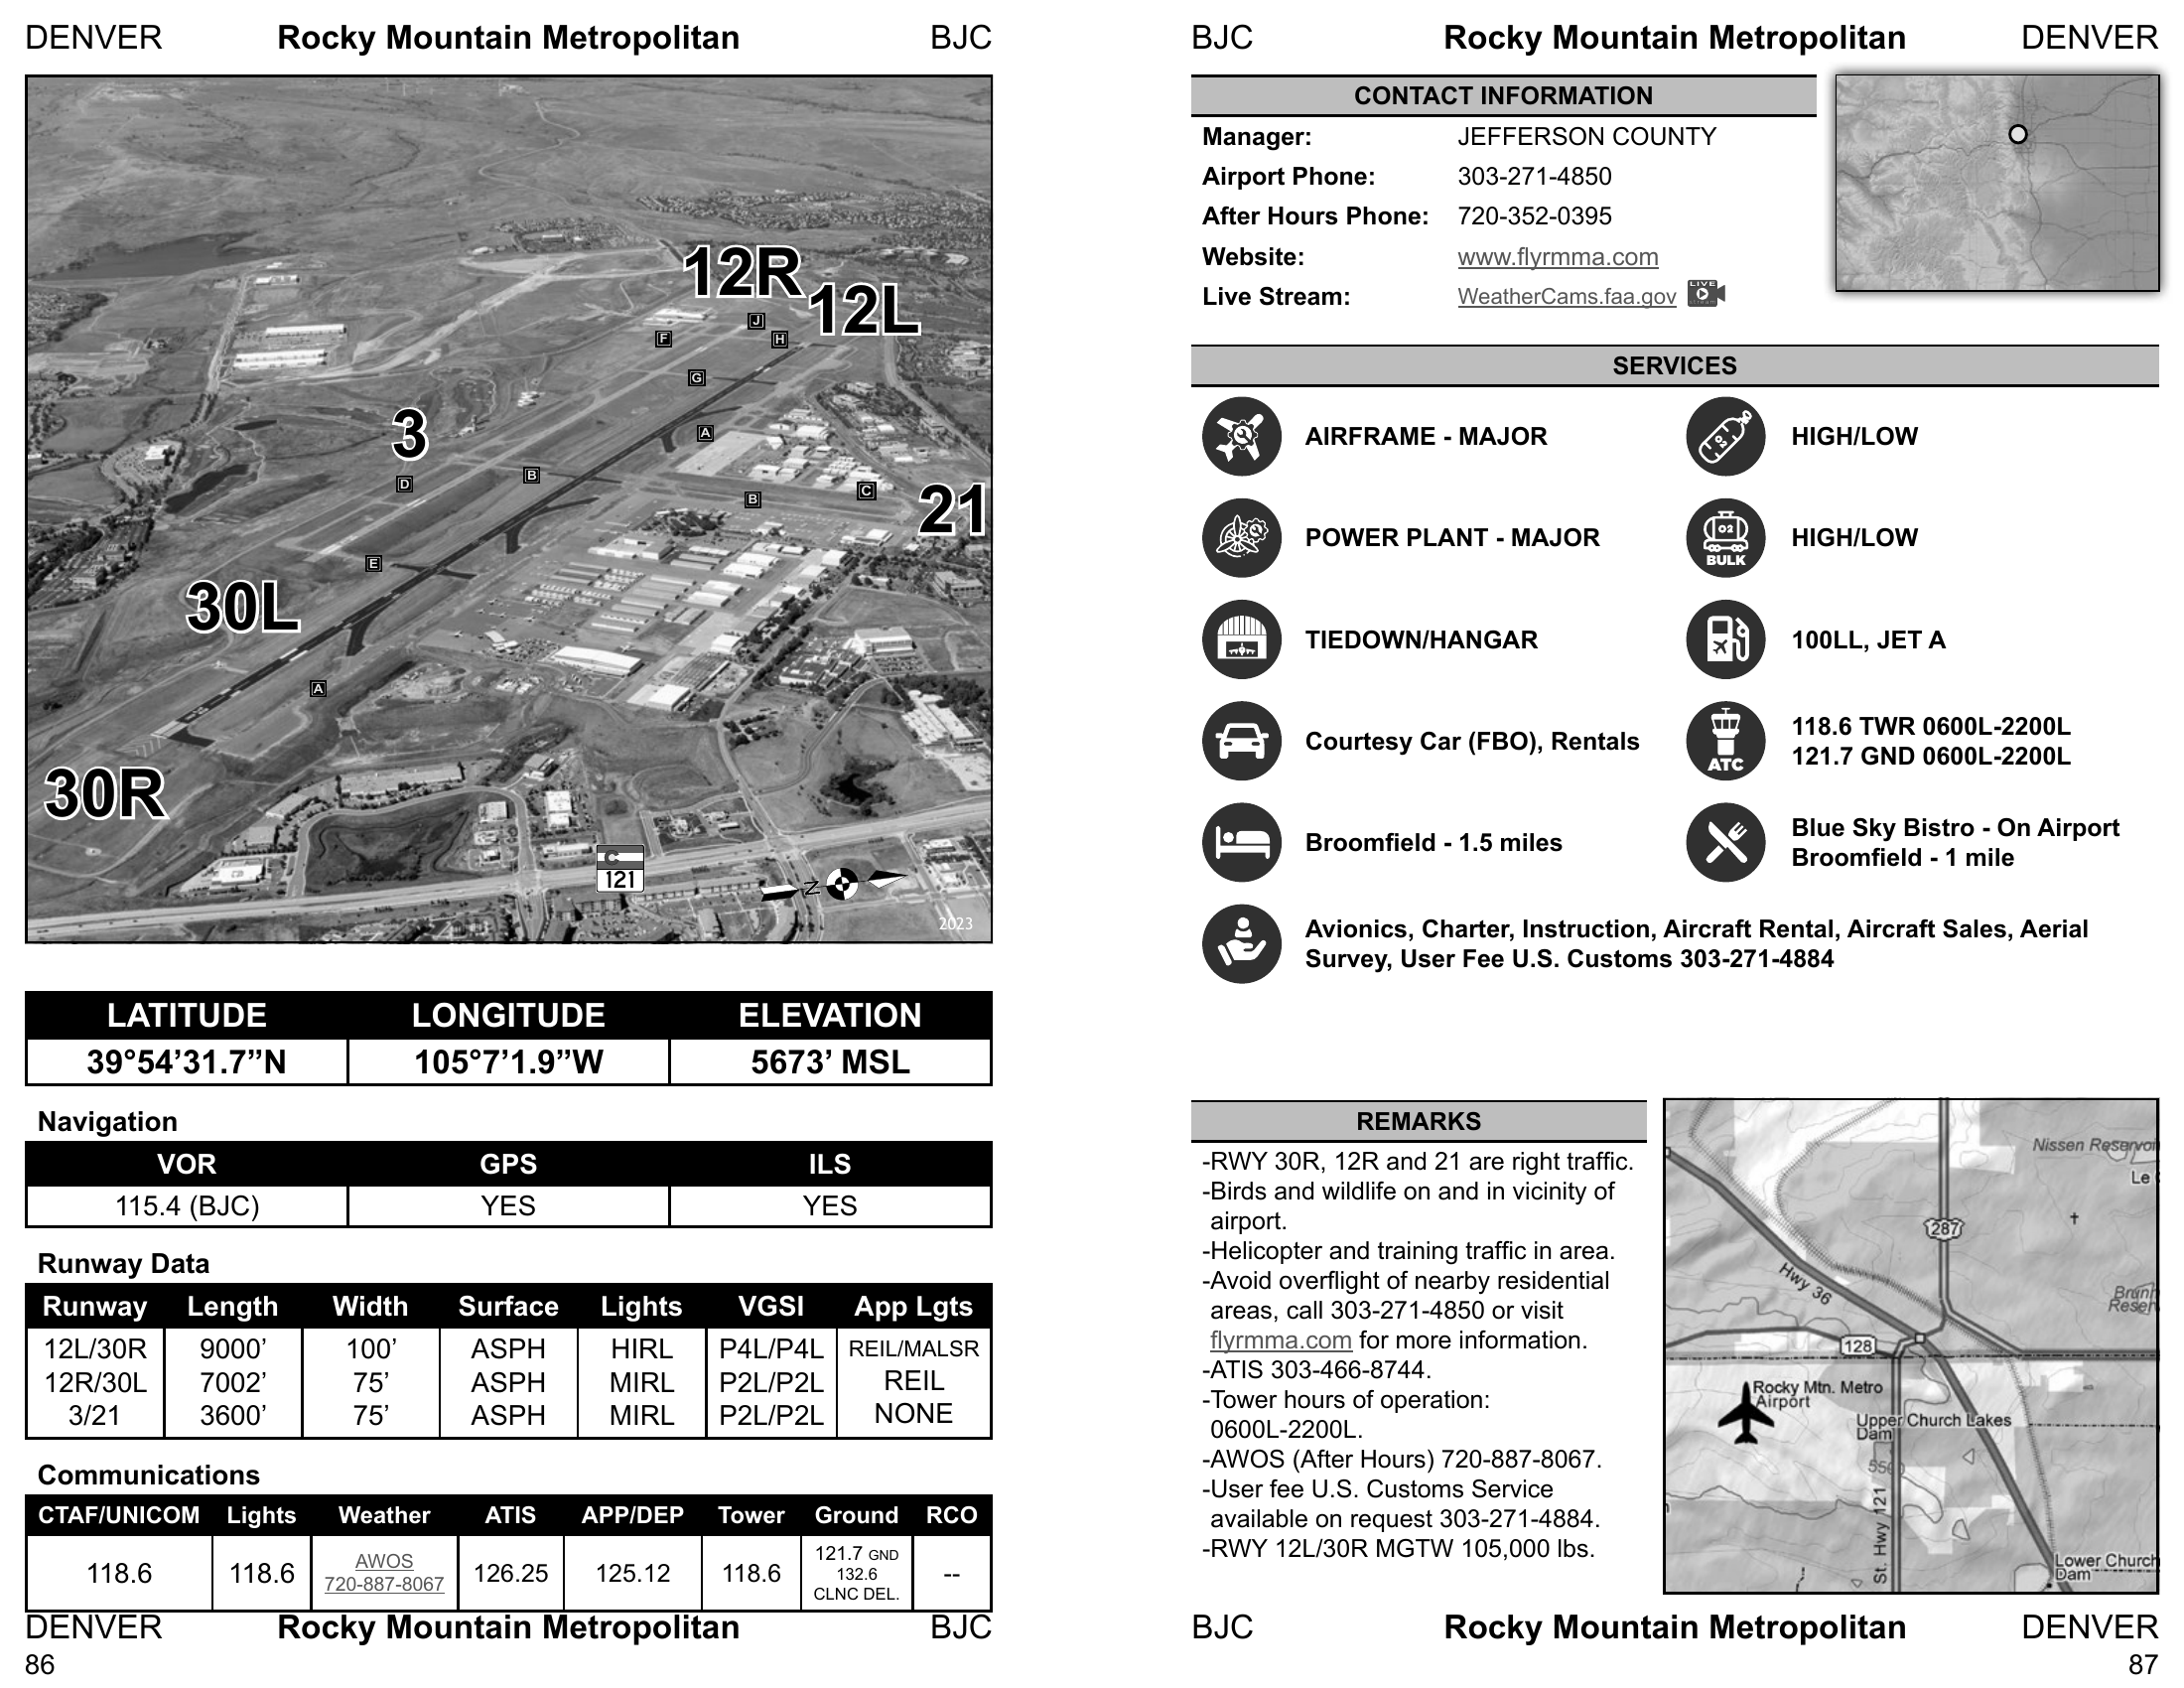 DENVER Rocky Mountain Metropolitan BJC
12R
12L
J
F
H
G
3
A
D
B
B
C
21
E
30L
A
30R
C
121
N
2023
LATITUDE LONGITUDE ELEVATION
39°54’31.7”N 105°7’1.9”W 5673’ MSL
Navigation
VOR GPS ILS
115.4 (BJC) YES YES
Runway Data
Runway Length Width Surface Lights VGSI App Lgts
12L/30R 9000’ 100’ ASPH HIRL P4L/P4L REIL/MALSR
12R/30L 7002’ 75’ ASPH MIRL P2L/P2L REIL
3/21 3600’ 75’ ASPH MIRL P2L/P2L NONE
Communications
CTAF/UNICOM Lights Weather ATIS APP/DEP Tower Ground RCO
118.6 118.6 AWOS 720-887-8067 126.25 125.12 118.6 121.7 GND 132.6 CLNC DEL. --
DENVER Rocky Mountain Metropolitan BJC
86
BJC Rocky Mountain Metropolitan DENVER
CONTACT INFORMATION
Manager: JEFFERSON COUNTY
Airport Phone: 303-271-4850
After Hours Phone: 720-352-0395
Website: www.flyrmma.com
Live Stream: WeatherCams.faa.gov LIVE
SERVICES
AIRFRAME - MAJOR
O2 HIGH/LOW
POWER PLANT - MAJOR
O2 BULK HIGH/LOW
TIEDOWN/HANGAR
100LL, JET A
Courtesy Car (FBO), Rentals
ATC
118.6 TWR 0600L-2200L
121.7 GND 0600L-2200L
Broomfield - 1.5 miles
Blue Sky Bistro - On Airport
Broomfield - 1 mile
Avionics, Charter, Instruction, Aircraft Rental, Aircraft Sales, Aerial
Survey, User Fee U.S. Customs 303-271-4884
REMARKS
-RWY 30R, 12R and 21 are right traffic.
-Birds and wildlife on and in vicinity of
airport.
-Helicopter and training traffic in area.
-Avoid overflight of nearby residential
areas, call 303-271-4850 or visit
flyrmma.com for more information.
-ATIS 303-466-8744.
-Tower hours of operation:
0600L-2200L.
-AWOS (After Hours) 720-887-8067.
-User fee U.S. Customs Service
available on request 303-271-4884.
-RWY 12L/30R MGTW 105,000 lbs.
Nissen Reservoi
Le
287
Hwy 36
128
Rocky Mtn. Metro
Airport
Upper Church Lakes
Dam
St. Hwy 121
Lower Church
Dam
BJC Rocky Mountain Metropolitan DENVER
87